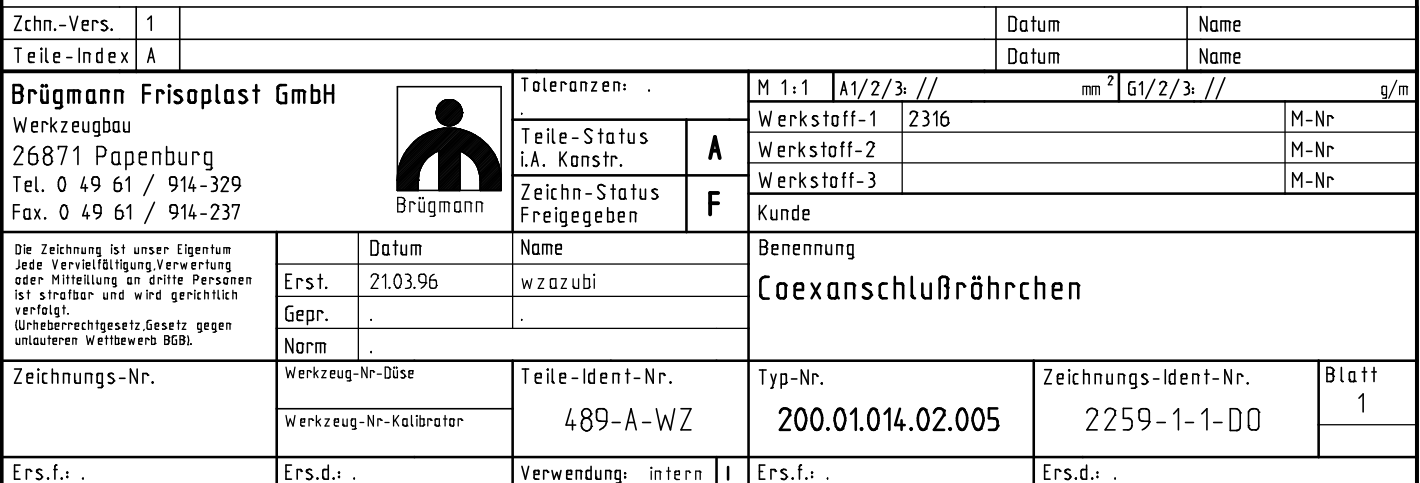 Zchn.-Vers. 1 Datum Name
Teile-Index A Datum Name
Brügmann Frisoplast GmbH
Werkzeugbau
26871 Papenburg
Tel. 0 49 61 / 914-329
Fax. 0 49 61 / 914-237
Brügmann
Toleranzen: .
.
Teile-Status
i.A. Konstr. A
Zeichn-Status
Freigegeben F
M 1:1 A1/2/3: // mm² G1/2/3: // g/m
Werkstoff-1 2316 M-Nr
Werkstoff-2 M-Nr
Werkstoff-3 M-Nr
Kunde
Die Zeichnung ist unser Eigentum
Jede Vervielfältigung,Verwertung
oder Mitteillung an dritte Personen
ist strafbar und wird gerichtlich
verfolgt.
(Urheberrechtgesetz,Gesetz gegen
unlauteren Wettbewerb BGB).
Datum Name
Erst. 21.03.96 wzazubi
Gepr. . .
Norm .
Benennung
Coexanschlußröhrchen
Zeichnungs-Nr.
Werkzeug-Nr-Düse
Werkzeug-Nr-Kalibrator
Teile-Ident-Nr.
489-A-WZ
Typ-Nr.
200.01.014.02.005
Zeichnungs-Ident-Nr.
2259-1-1-D0
Blatt
1
Ers.f.: . Ers.d.: . Verwendung: intern I Ers.f.: . Ers.d.: .